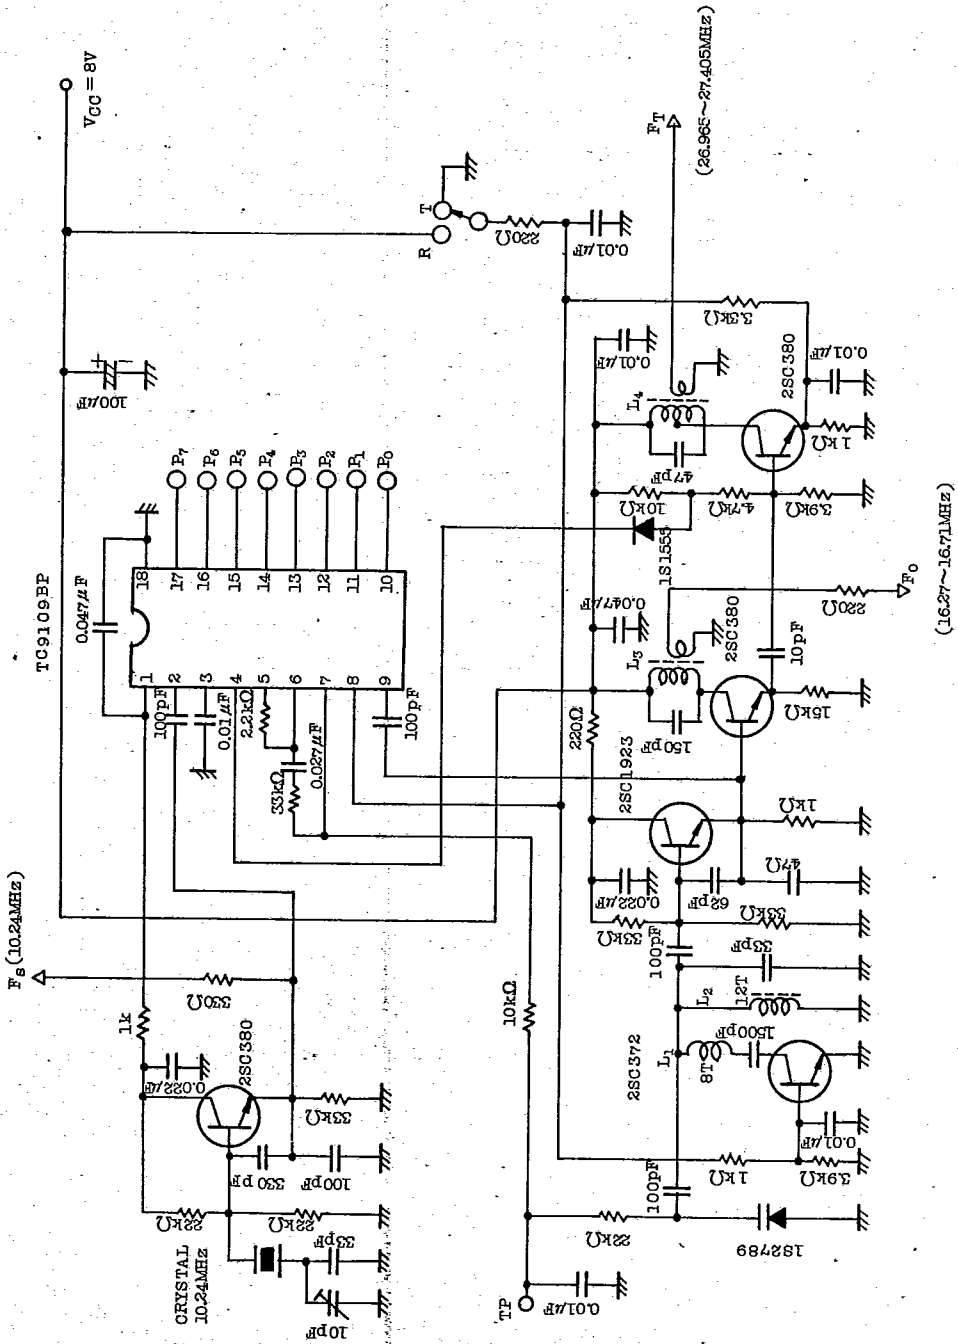 V_CC = 8V
T
R
220Ω
0.01μF
F_T
(26.965~27.405MHz)
100μF
+
−
3.3kΩ
0.01μF
2SC380
0.01μF
L4
47pF
1kΩ
P7
P6
P5
P4
P3
P2
P1
P0
10kΩ
4.7kΩ
3.9kΩ
1S1555
TC9109BP
0.047μF
18
17
16
15
14
13
12
11
10
1
2
3
4
5
6
7
8
9
100pF
0.01μF
2.2kΩ
0.027μF
33kΩ
100pF
0.047μF
L3
2SC380
150pF
10pF
15kΩ
220Ω
F_O
(16.27~16.71MHz)
220Ω
2SC1923
1kΩ
0.022μF
62pF
47Ω
33kΩ
33kΩ
100pF
33pF
F_S (10.24MHz)
330Ω
1k
0.022μF
2SC380
33kΩ
330pF
100pF
22kΩ
22kΩ
CRYSTAL
10.24MHz
33pF
10pF
10kΩ
L2
12T
L1
8T
1500pF
2SC372
0.01μF
1kΩ
3.9kΩ
100pF
22kΩ
1S2789
TP
0.01μF